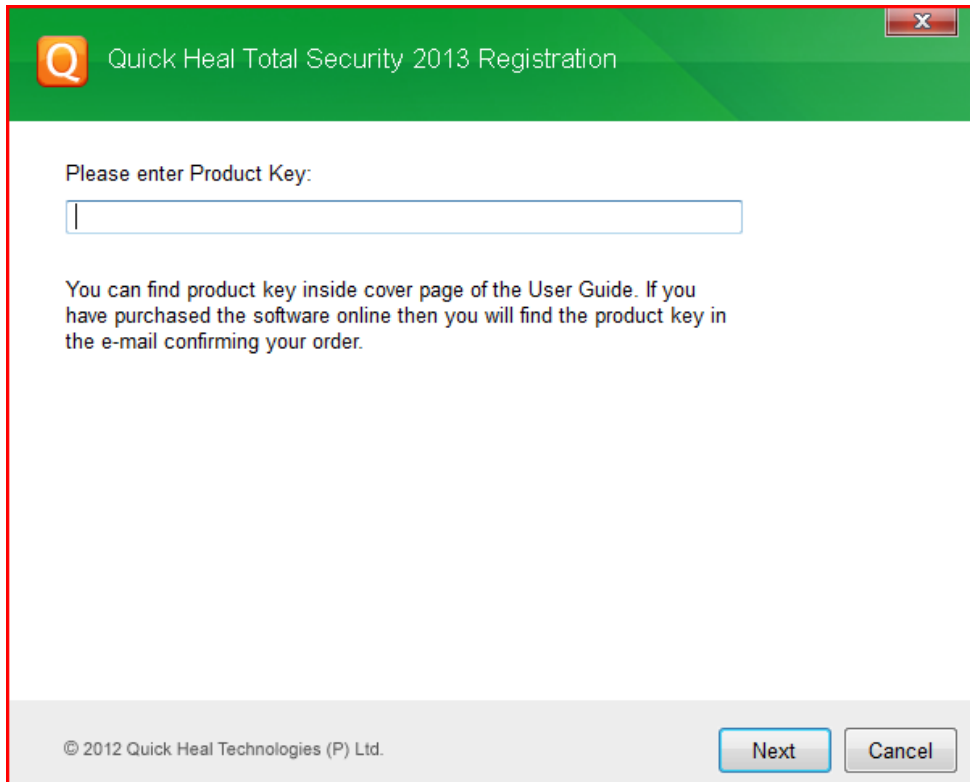 Quick Heal Total Security 2013 Registration
Please enter Product Key:
You can find product key inside cover page of the User Guide. If you
have purchased the software online then you will find the product key in
the e-mail confirming your order.
© 2012 Quick Heal Technologies (P) Ltd.
Next
Cancel